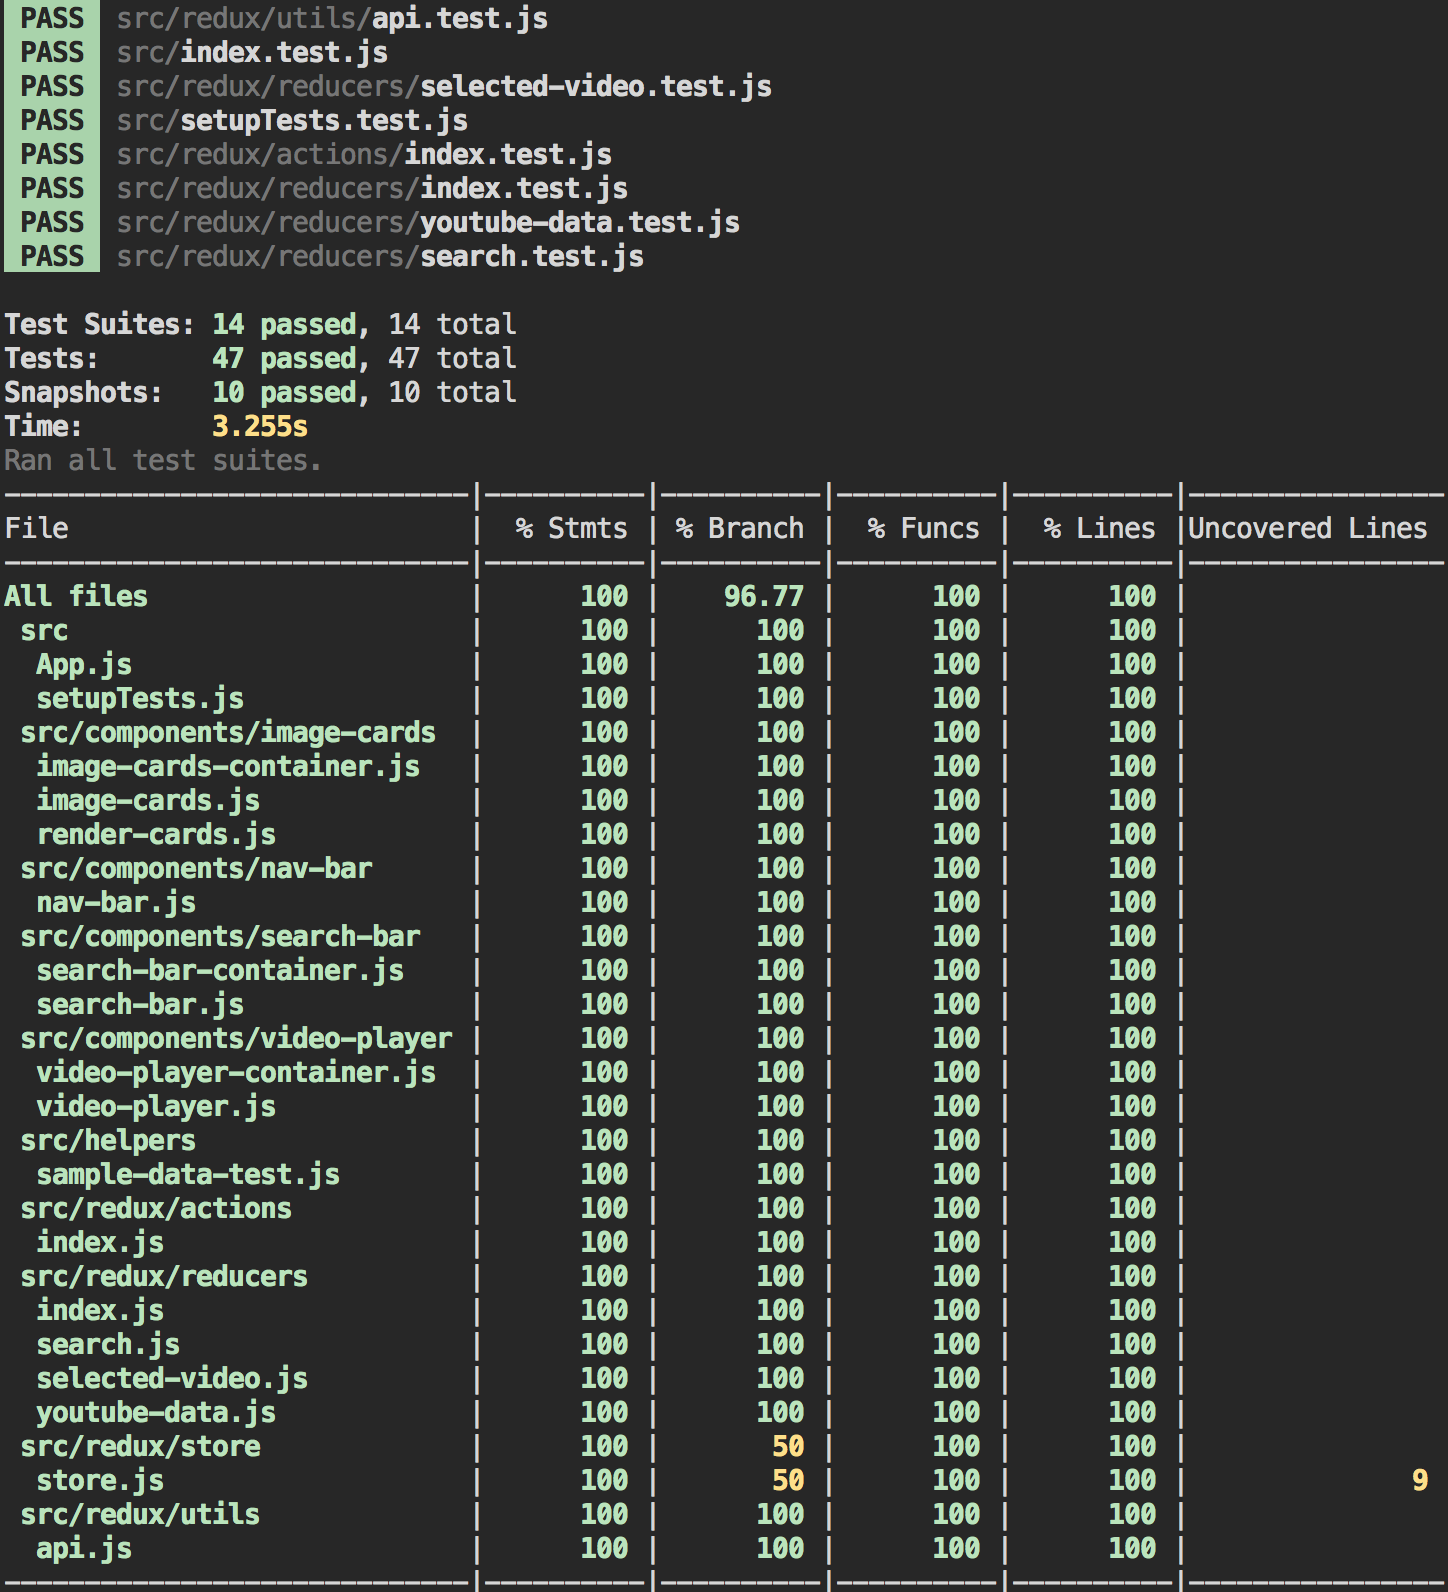 PASS src/redux/utils/api.test.js
PASS src/index.test.js
PASS src/redux/reducers/selected-video.test.js
PASS src/setupTests.test.js
PASS src/redux/actions/index.test.js
PASS src/redux/reducers/index.test.js
PASS src/redux/reducers/youtube-data.test.js
PASS src/redux/reducers/search.test.js
Test Suites: 14 passed, 14 total
Tests: 47 passed, 47 total
Snapshots: 10 passed, 10 total
Time: 3.255s
Ran all test suites.
-----------------------------|----------|----------|----------|----------|----------------
File | % Stmts | % Branch | % Funcs | % Lines |Uncovered Lines
-----------------------------|----------|----------|----------|----------|----------------
All files | 100 | 96.77 | 100 | 100 |
src | 100 | 100 | 100 | 100 |
App.js | 100 | 100 | 100 | 100 |
setupTests.js | 100 | 100 | 100 | 100 |
src/components/image-cards | 100 | 100 | 100 | 100 |
image-cards-container.js | 100 | 100 | 100 | 100 |
image-cards.js | 100 | 100 | 100 | 100 |
render-cards.js | 100 | 100 | 100 | 100 |
src/components/nav-bar | 100 | 100 | 100 | 100 |
nav-bar.js | 100 | 100 | 100 | 100 |
src/components/search-bar | 100 | 100 | 100 | 100 |
search-bar-container.js | 100 | 100 | 100 | 100 |
search-bar.js | 100 | 100 | 100 | 100 |
src/components/video-player | 100 | 100 | 100 | 100 |
video-player-container.js | 100 | 100 | 100 | 100 |
video-player.js | 100 | 100 | 100 | 100 |
src/helpers | 100 | 100 | 100 | 100 |
sample-data-test.js | 100 | 100 | 100 | 100 |
src/redux/actions | 100 | 100 | 100 | 100 |
index.js | 100 | 100 | 100 | 100 |
src/redux/reducers | 100 | 100 | 100 | 100 |
index.js | 100 | 100 | 100 | 100 |
search.js | 100 | 100 | 100 | 100 |
selected-video.js | 100 | 100 | 100 | 100 |
youtube-data.js | 100 | 100 | 100 | 100 |
src/redux/store | 100 | 50 | 100 | 100 |
store.js | 100 | 50 | 100 | 100 | 9
src/redux/utils | 100 | 100 | 100 | 100 |
api.js | 100 | 100 | 100 | 100 |
-----------------------------|----------|----------|----------|----------|----------------